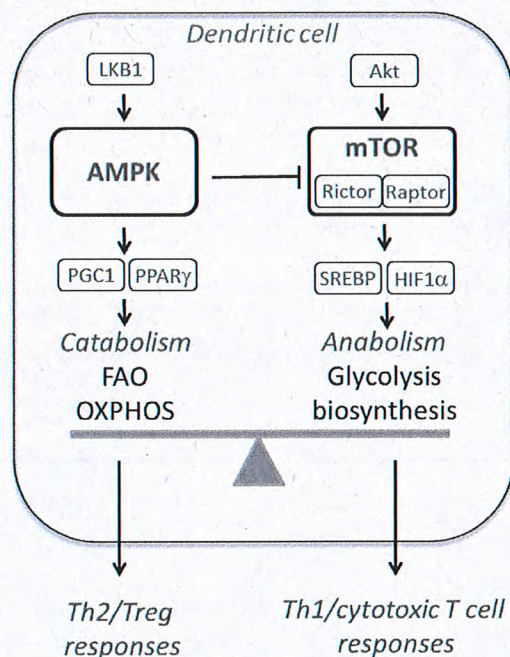 Dendritic cell
LKB1
Akt
AMPK
mTOR
Rictor Raptor
PGC1 PPARγ
SREBP HIF1α
Catabolism
FAO
OXPHOS
Anabolism
Glycolysis
biosynthesis
Th2/Treg
responses
Th1/cytotoxic T cell
responses